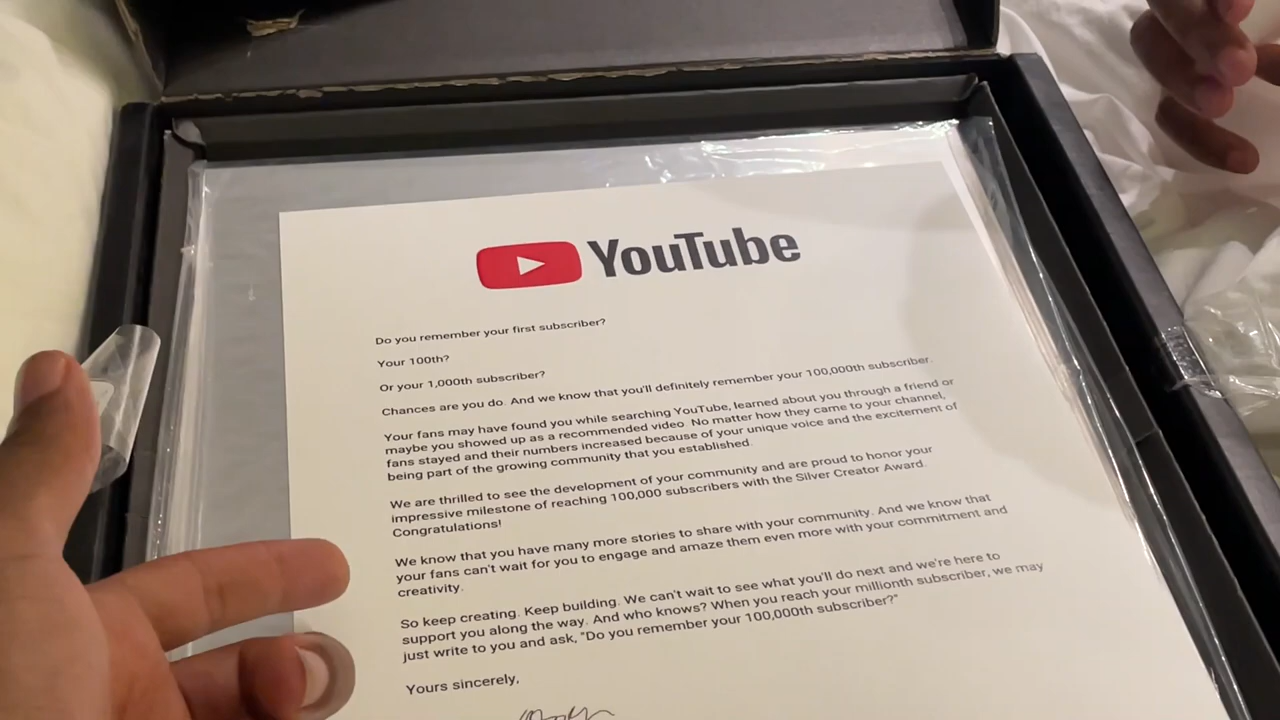 YouTube
Do you remember your first subscriber?
Your 100th?
Or your 1,000th subscriber?
Chances are you do. And we know that you'll definitely remember your 100,000th subscriber.
Your fans may have found you while searching YouTube, learned about you through a friend or
maybe you showed up as a recommended video. No matter how they came to your channel,
fans stayed and their numbers increased because of your unique voice and the excitement of
being part of the growing community that you established.
We are thrilled to see the development of your community and are proud to honor your
impressive milestone of reaching 100,000 subscribers with the Silver Creator Award.
Congratulations!
We know that you have many more stories to share with your community. And we know that
your fans can't wait for you to engage and amaze them even more with your commitment and
creativity.
So keep creating. Keep building. We can't wait to see what you'll do next and we're here to
support you along the way. And who knows? When you reach your millionth subscriber, we may
just write to you and ask, "Do you remember your 100,000th subscriber?"
Yours sincerely,